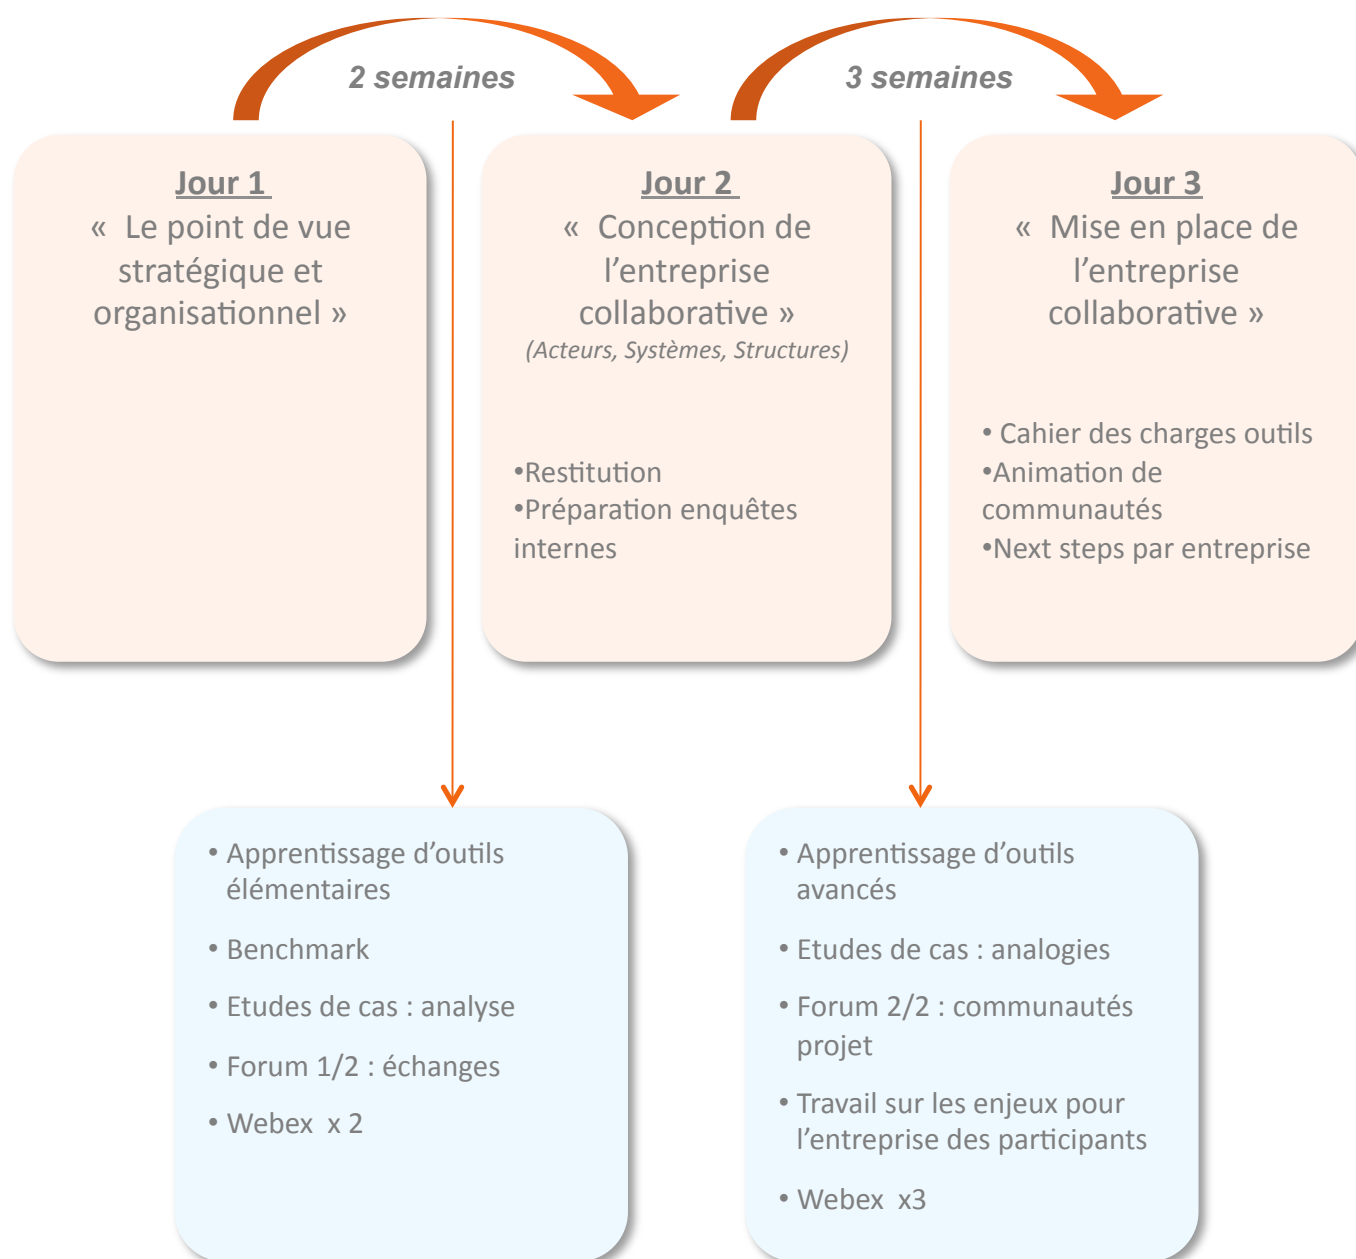 2 semaines
3 semaines
Jour 1
«  Le point de vue
stratégique et
organisationnel »
Jour 2
«  Conception de
l’entreprise
collaborative »
(Acteurs, Systèmes, Structures)
•Restitution
•Préparation enquêtes
internes
Jour 3
«  Mise en place de
l’entreprise
collaborative »
• Cahier des charges outils
•Animation de
communautés
•Next steps par entreprise
• Apprentissage d’outils
élémentaires
• Benchmark
• Etudes de cas : analyse
• Forum 1/2 : échanges
• Webex  x 2
• Apprentissage d’outils
avancés
• Etudes de cas : analogies
• Forum 2/2 : communautés
projet
• Travail sur les enjeux pour
l’entreprise des participants
• Webex  x3